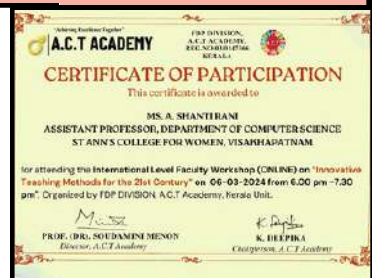 "Achieving Excellence Together"
A.C.T ACADEMY
FDP DIVISION,
A.C.T ACADEMY,
KERALA
CERTIFICATE OF PARTICIPATION
This certificate is awarded to
MS. A. SHANTI RANI
ASSISTANT PROFESSOR, DEPARTMENT OF COMPUTER SCIENCE
ST ANN'S COLLEGE FOR WOMEN, VISAKHAPATNAM
for attending the International Level Faculty Workshop (ONLINE) on "Innovative
Teaching Methods for the 21st Century" on 06-03-2024 from 6.00 pm -7.30
pm". Organized by FDP DIVISION, A.C.T Academy, Kerala Unit.
PROF. (DR). SOUDAMINI MENON
Director, A.C.T Academy
K. DEEPIKA
Chairperson, A.C.T Academy